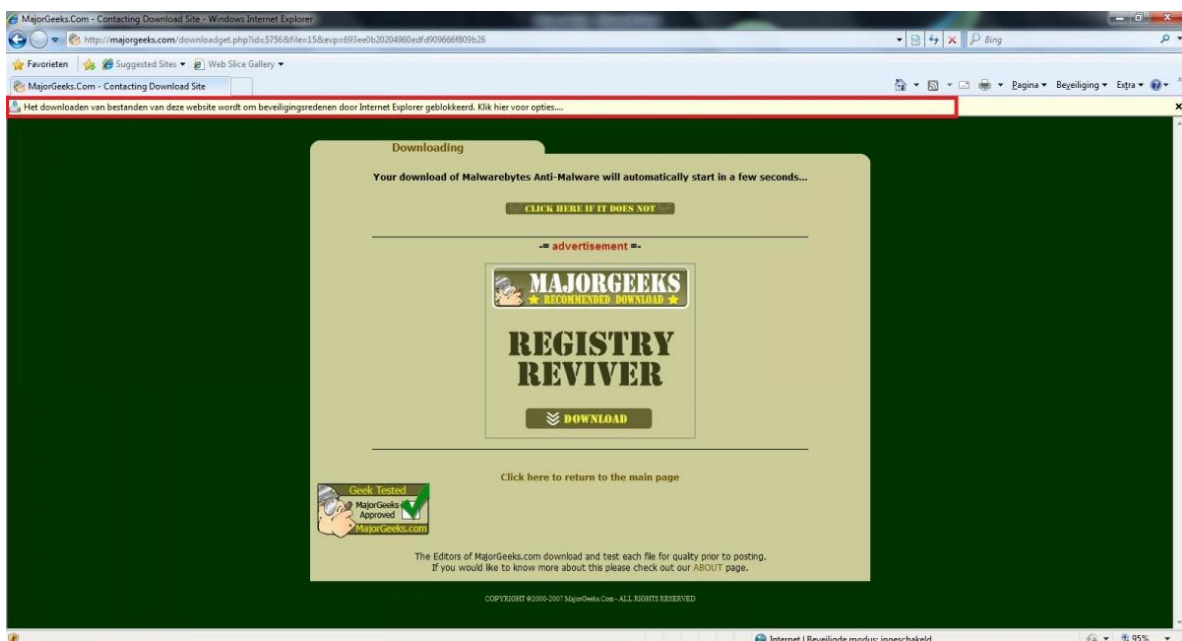 MajorGeeks.Com - Contacting Download Site - Windows Internet Explorer
http://majorgeeks.com/downloadget.php?id=5756&file=15&evp=693ee0b20204960edfd909666f809b26
Bing
Favorieten Suggested Sites Web Slice Gallery
MajorGeeks.Com - Contacting Download Site
Pagina Beveiliging Extra
Het downloaden van bestanden van deze website wordt om beveiligingsredenen door Internet Explorer geblokkeerd. Klik hier voor opties....
Downloading
Your download of Malwarebytes Anti-Malware will automatically start in a few seconds...
CLICK HERE IF IT DOES NOT
-= advertisement =-
MAJORGEEKS
★ RECOMMENDED DOWNLOAD ★
REGISTRY
REVIVER
DOWNLOAD
Click here to return to the main page
Geek Tested
MajorGeeks
Approved
MajorGeeks.com
The Editors of MajorGeeks.com download and test each file for quality prior to posting.
If you would like to know more about this please check out our ABOUT page.
COPYRIGHT ©2000-2007 MajorGeeks.Com - ALL RIGHTS RESERVED
Internet | Beveiligde modus: ingeschakeld
95%